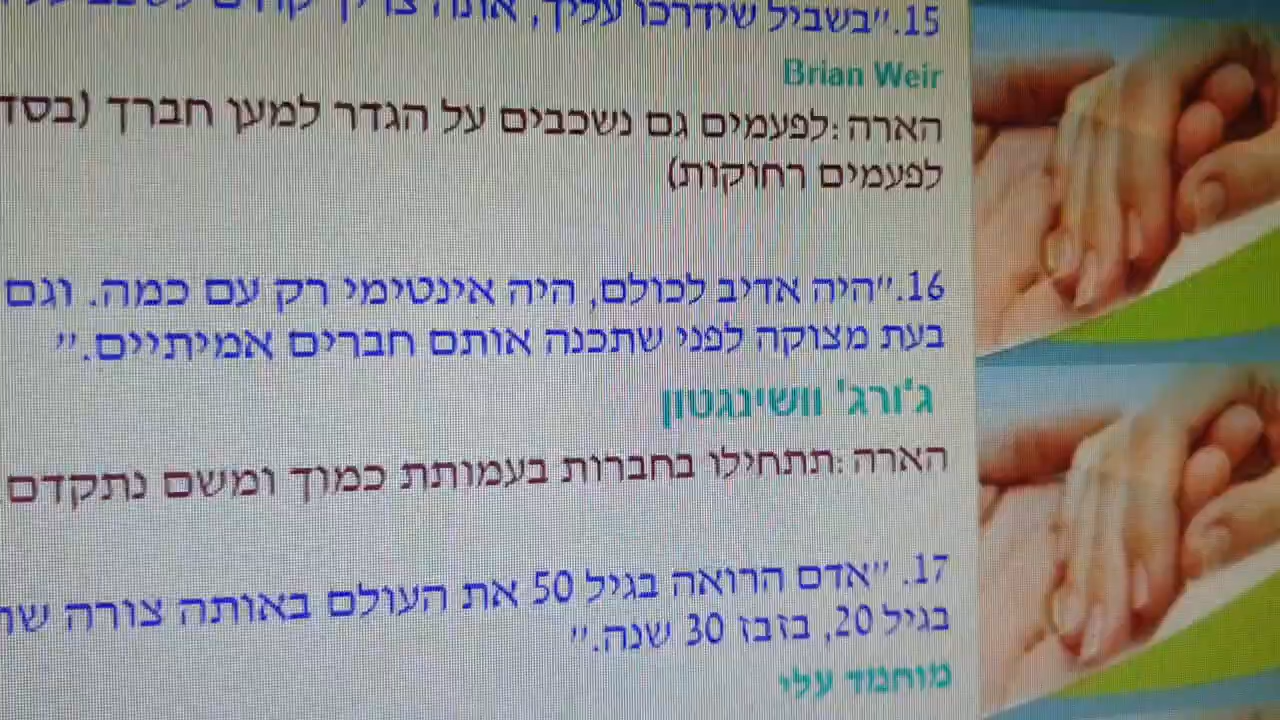 15.״בשביל שידרכו עליך, אתה צריך קודם
Brian Weir
הארה :לפעמים גם נשכבים על הגדר למען חברך (בסד
לפעמים רחוקות)
16.״היה אדיב לכולם, היה אינטימי רק עם כמה. וגם
בעת מצוקה לפני שתכנה אותם חברים אמיתיים.״
ג'ורג' וושינגטון
הארה :תתחילו בחברות בעמותת כמוך ומשם נתקדם
17. ״אדם הרואה בגיל 50 את העולם באותה צורה
בגיל 20, בזבז 30 שנה.״
מוחמד עלי